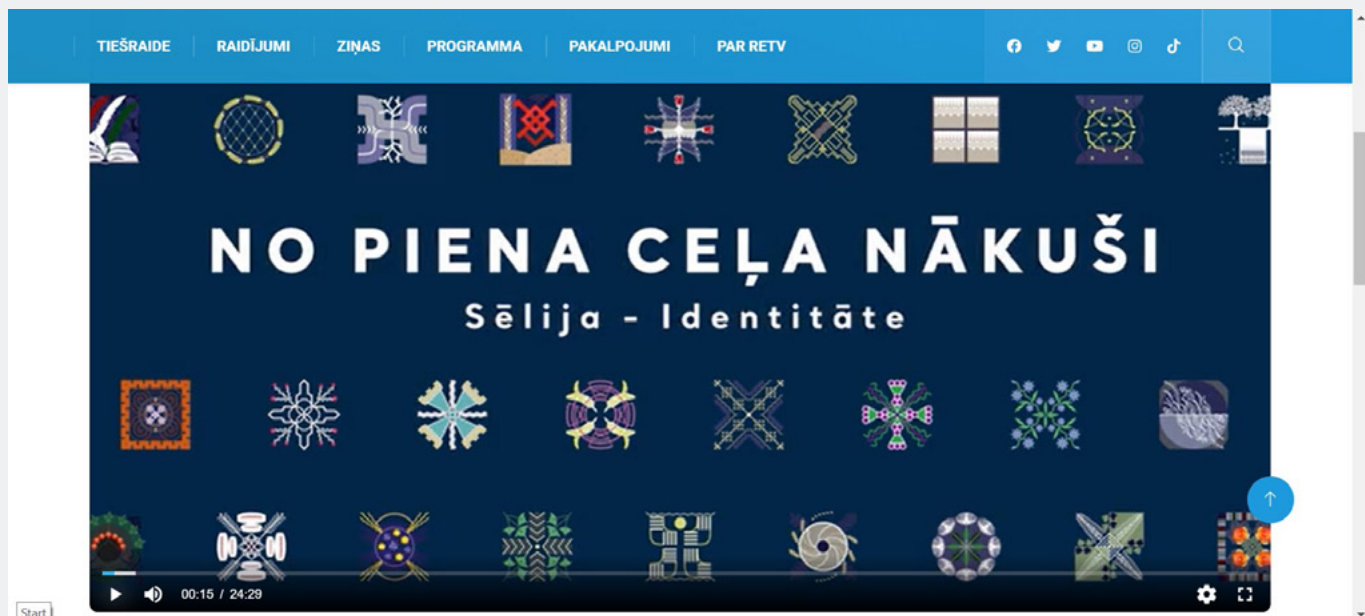 TIEŠRAIDE RAIDĪJUMI ZIŅAS PROGRAMMA PAKALPOJUMI PAR RETV
NO PIENA CEĻA NĀKUŠI
Sēlija - Identitāte
00:15 / 24:29
Start